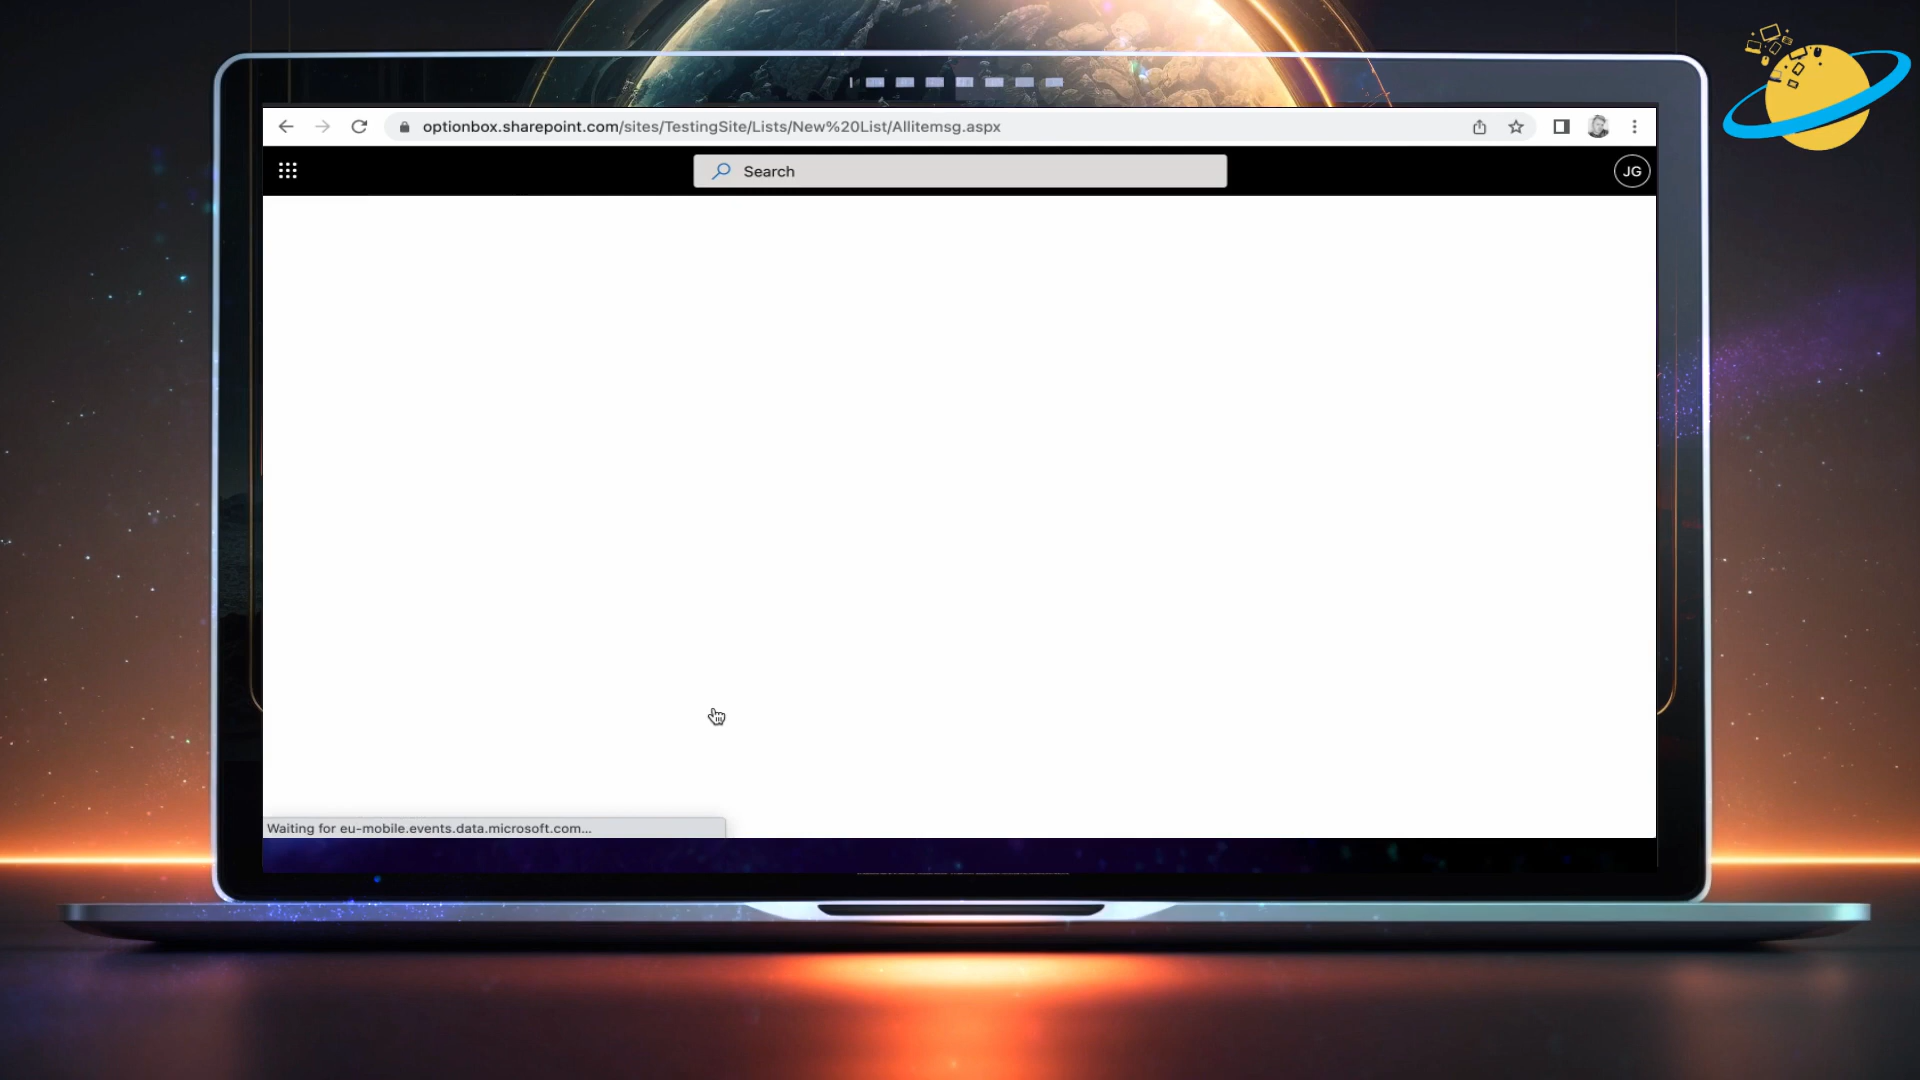 optionbox.sharepoint.com/sites/TestingSite/Lists/New%20List/Allitemsg.aspx
Search
JG
Waiting for eu-mobile.events.data.microsoft.com...